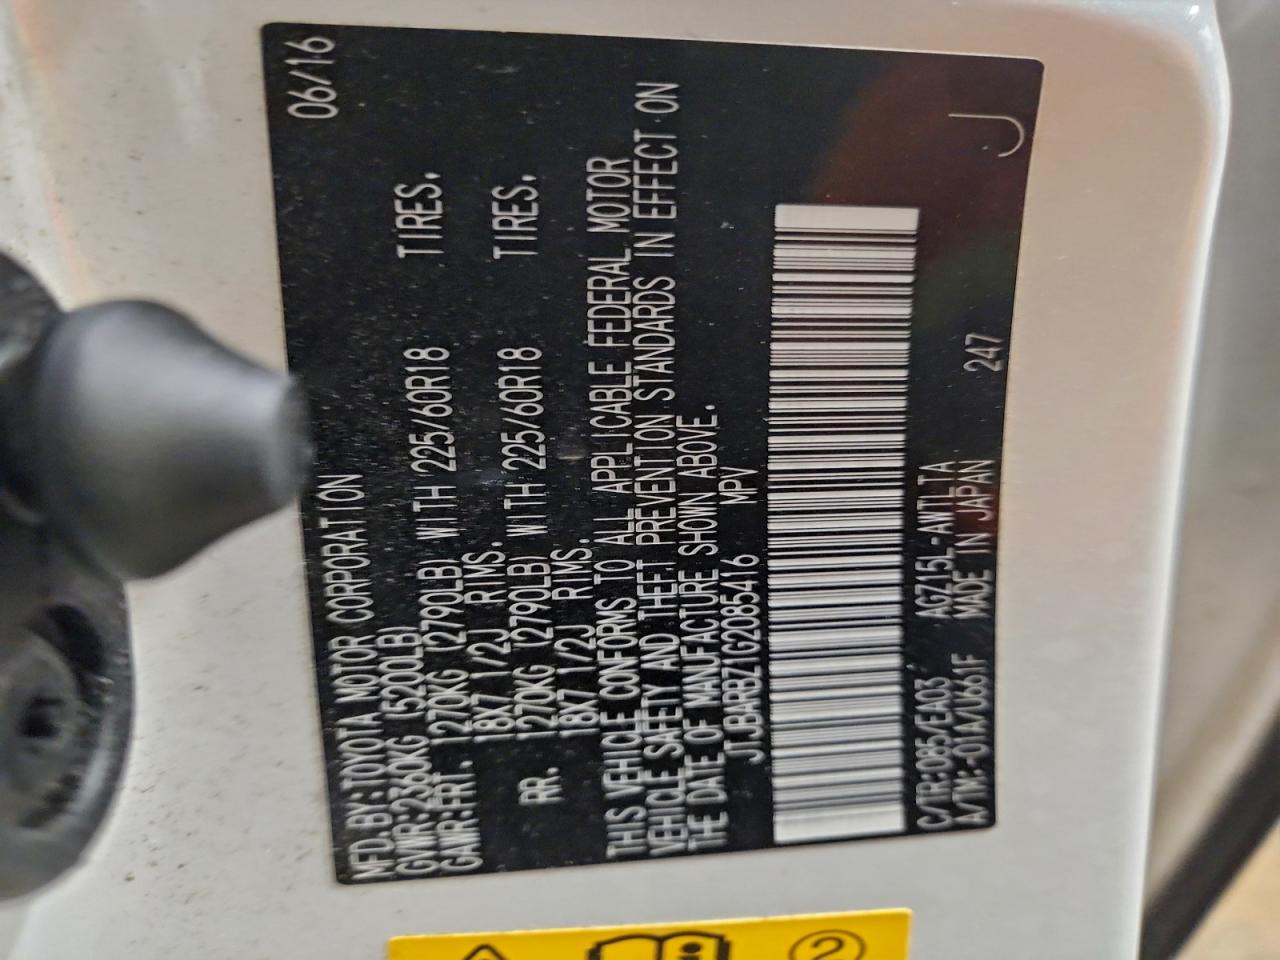 MFD.BY:TOYOTA MOTOR CORPORATION 06/16
GVWR:2360KG (5200LB)
GAWR:FRT. 1270KG (2790LB) WITH 225/60R18 TIRES.
18X7 1/2J RIMS.
RR. 1270KG (2790LB) WITH 225/60R18 TIRES.
18X7 1/2J RIMS.
THIS VEHICLE CONFORMS TO ALL APPLICABLE FEDERAL MOTOR
VEHICLE SAFETY AND THEFT PREVENTION STANDARDS IN EFFECT ON
THE DATE OF MANUFACTURE SHOWN ABOVE.
JTJBARBZ1G2085416 MPV
C/TR:085/EA03 AGZ15L-AWTLTA
A/TM:-01A/U661F MADE IN JAPAN 247 J
2